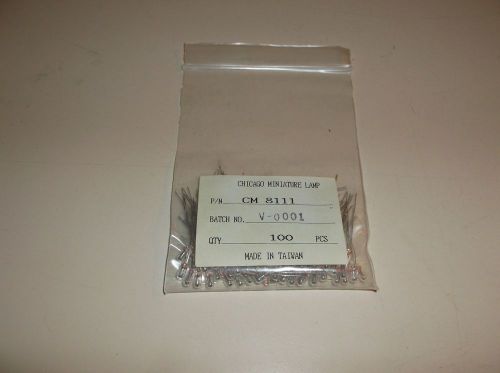 CHICAGO MINIATURE LAMP
P/N CM 8111
BATCH NO. V-0001
QTY 100 PCS
MADE IN TAIWAN